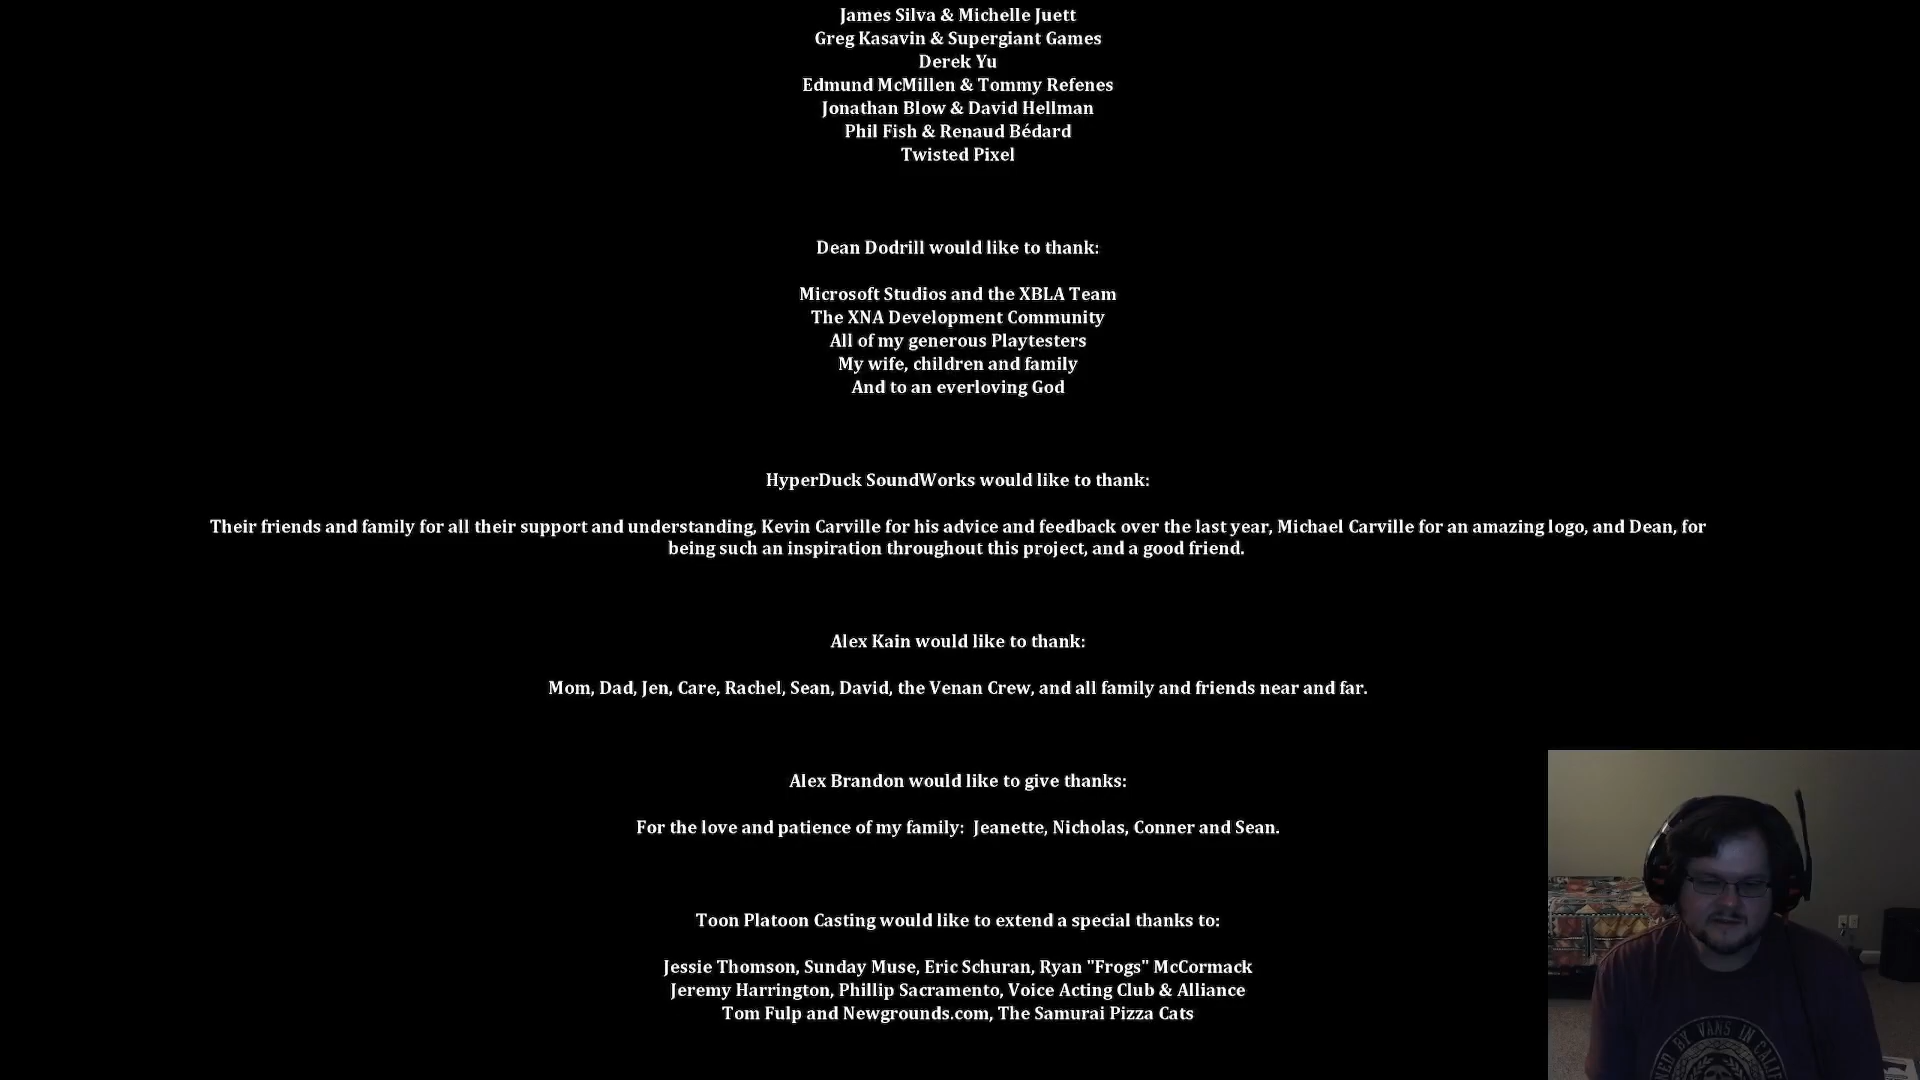 James Silva & Michelle Juett
Greg Kasavin & Supergiant Games
Derek Yu
Edmund McMillen & Tommy Refenes
Jonathan Blow & David Hellman
Phil Fish & Renaud Bédard
Twisted Pixel
Dean Dodrill would like to thank:
Microsoft Studios and the XBLA Team
The XNA Development Community
All of my generous Playtesters
My wife, children and family
And to an everloving God
HyperDuck SoundWorks would like to thank:
Their friends and family for all their support and understanding, Kevin Carville for his advice and feedback over the last year, Michael Carville for an amazing logo, and Dean, for
being such an inspiration throughout this project, and a good friend.
Alex Kain would like to thank:
Mom, Dad, Jen, Care, Rachel, Sean, David, the Venan Crew, and all family and friends near and far.
Alex Brandon would like to give thanks:
For the love and patience of my family:  Jeanette, Nicholas, Conner and Sean.
Toon Platoon Casting would like to extend a special thanks to:
Jessie Thomson, Sunday Muse, Eric Schuran, Ryan "Frogs" McCormack
Jeremy Harrington, Phillip Sacramento, Voice Acting Club & Alliance
Tom Fulp and Newgrounds.com, The Samurai Pizza Cats
BY VANS IN